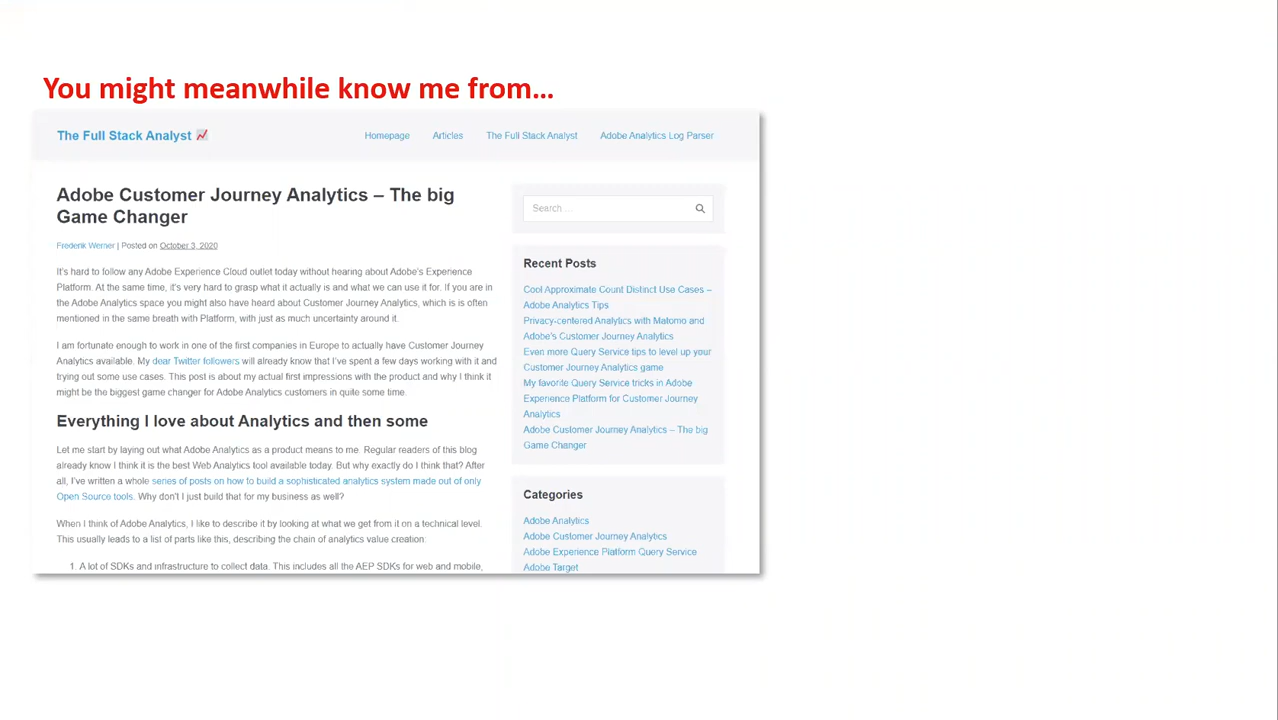 You might meanwhile know me from...
The Full Stack Analyst
Homepage
Articles
The Full Stack Analyst
Adobe Analytics Log Parser
Adobe Customer Journey Analytics – The big
Game Changer
Frederik Werner | Posted on October 3, 2020
It's hard to follow any Adobe Experience Cloud outlet today without hearing about Adobe's Experience
Platform. At the same time, it's very hard to grasp what it actually is and what we can use it for. If you are in
the Adobe Analytics space you might also have heard about Customer Journey Analytics, which is is often
mentioned in the same breath with Platform, with just as much uncertainty around it.
I am fortunate enough to work in one of the first companies in Europe to actually have Customer Journey
Analytics available. My dear Twitter followers will already know that I've spent a few days working with it and
trying out some use cases. This post is about my actual first impressions with the product and why I think it
might be the biggest game changer for Adobe Analytics customers in quite some time.
Everything I love about Analytics and then some
Let me start by laying out what Adobe Analytics as a product means to me. Regular readers of this blog
already know I think it is the best Web Analytics tool available today. But why exactly do I think that? After
all, I've written a whole series of posts on how to build a sophisticated analytics system made out of only
Open Source tools. Why don't I just build that for my business as well?
When I think of Adobe Analytics, I like to describe it by looking at what we get from it on a technical level.
This usually leads to a list of parts like this, describing the chain of analytics value creation:
1. A lot of SDKs and infrastructure to collect data. This includes all the AEP SDKs for web and mobile,
Search ...
Recent Posts
Cool Approximate Count Distinct Use Cases –
Adobe Analytics Tips
Privacy-centered Analytics with Matomo and
Adobe's Customer Journey Analytics
Even more Query Service tips to level up your
Customer Journey Analytics game
My favorite Query Service tricks in Adobe
Experience Platform for Customer Journey
Analytics
Adobe Customer Journey Analytics – The big
Game Changer
Categories
Adobe Analytics
Adobe Customer Journey Analytics
Adobe Experience Platform Query Service
Adobe Target